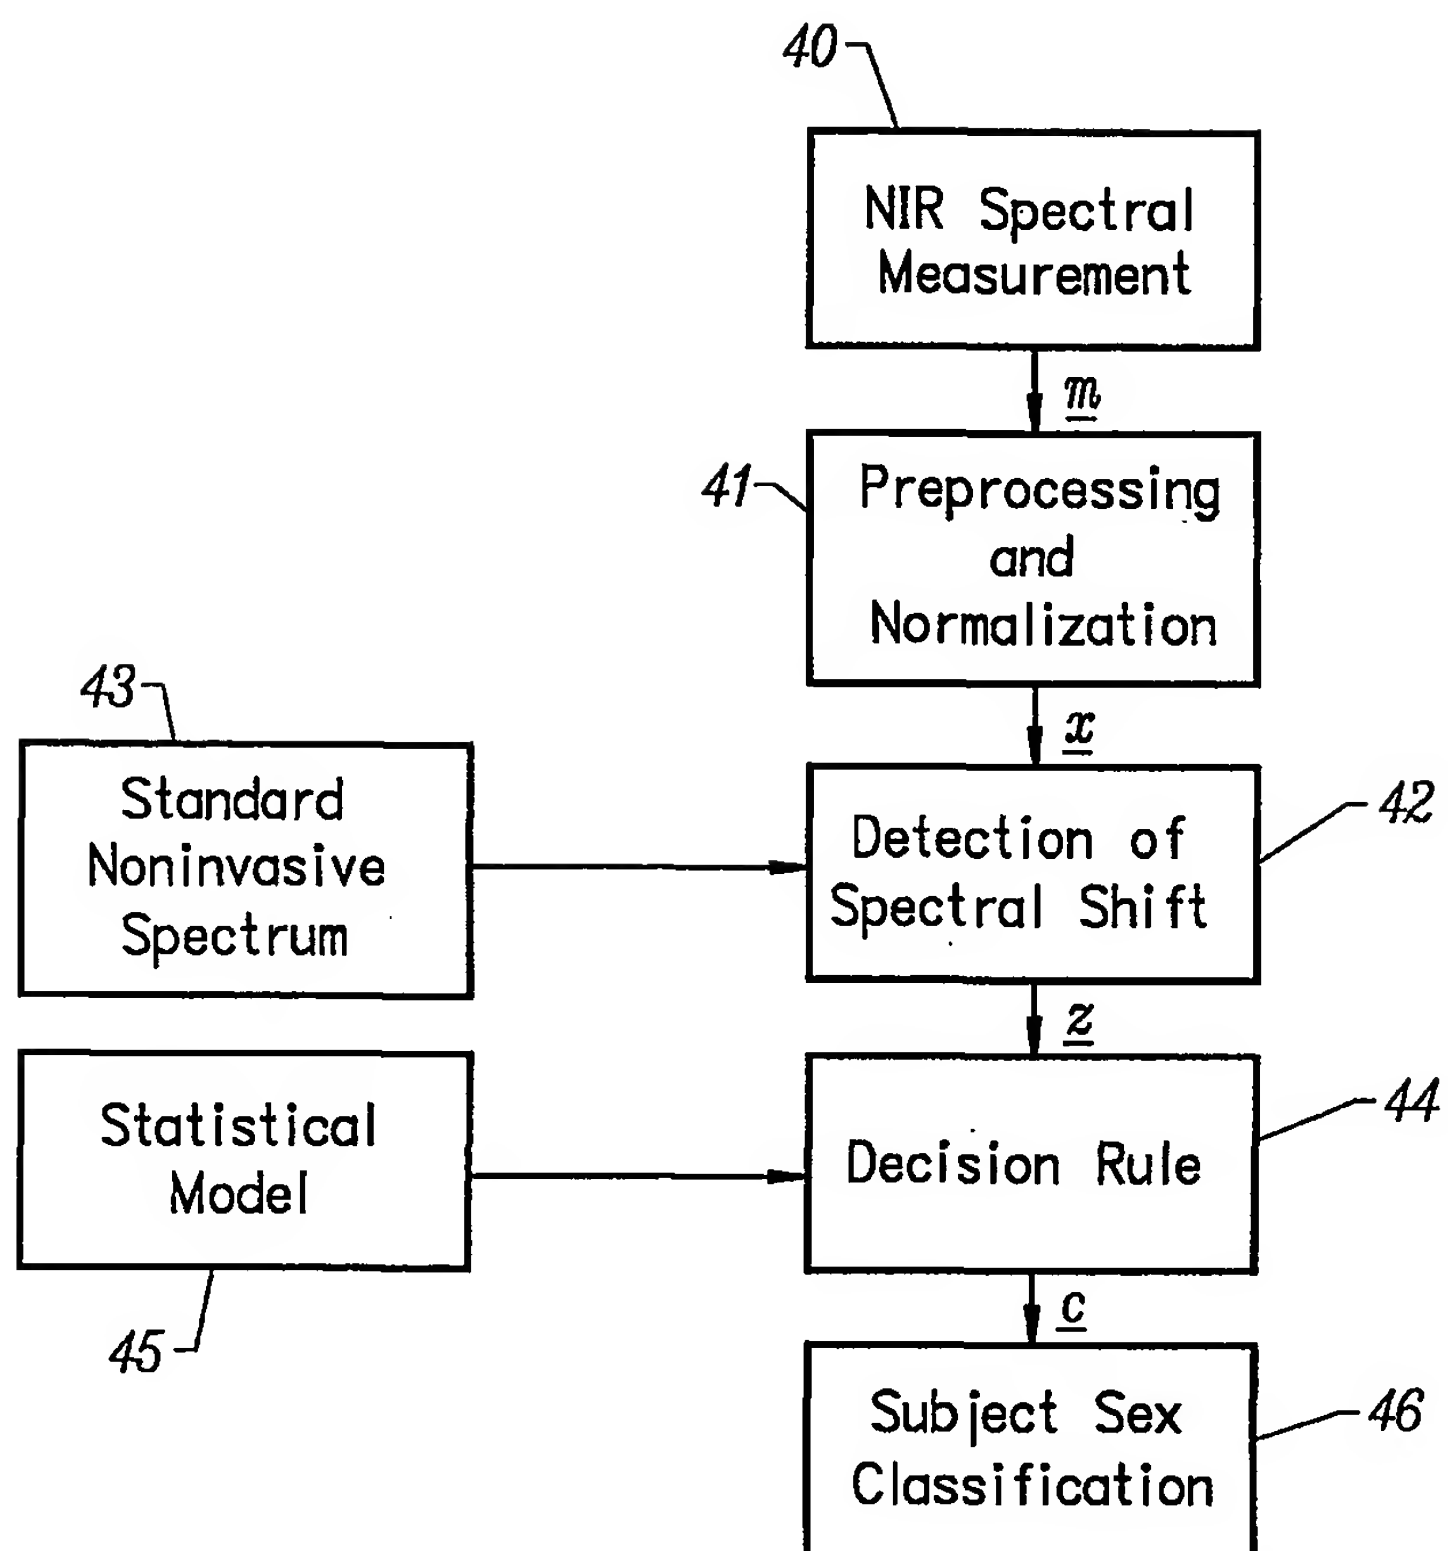 40
NIR Spectral
Measurement
m
41
Preprocessing
and
Normalization
x
43
Standard
Noninvasive
Spectrum
42
Detection of
Spectral Shift
z
45
Statistical
Model
44
Decision Rule
c
46
Subject Sex
Classification